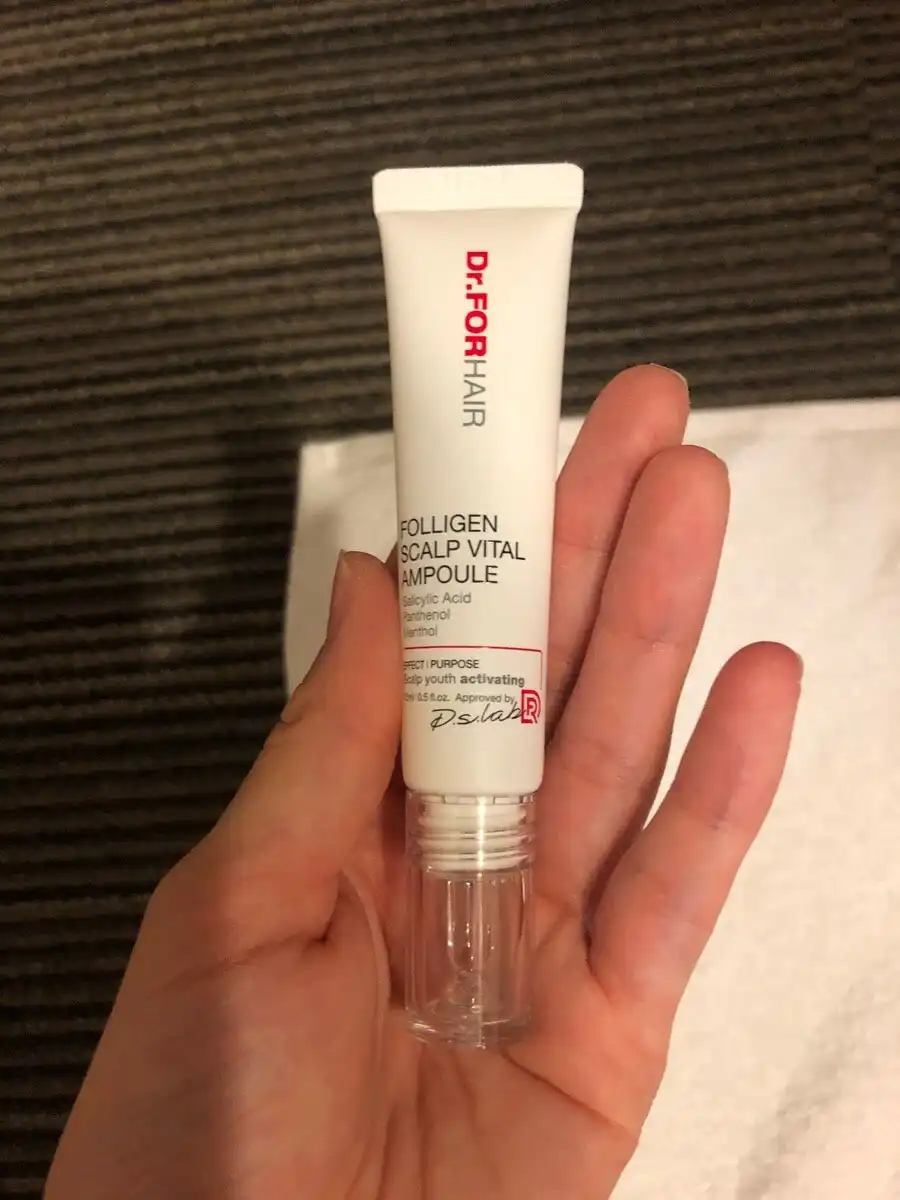 Dr.FORHAIR
FOLLIGEN
SCALP VITAL
AMPOULE
Salicylic Acid
Panthenol
Menthol
EFFECT | PURPOSE
Scalp youth activating
0.5 fl.oz. Approved by
D.S.lab